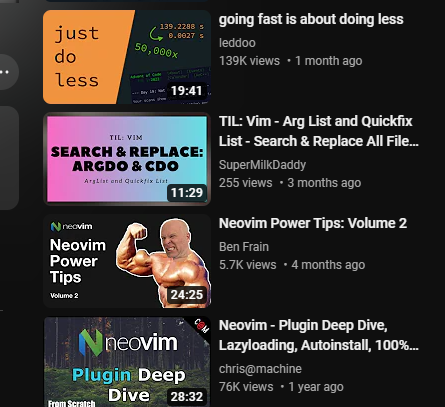 just
do
less
139.2288 s
0.0027 s
50,000x
19:41
going fast is about doing less
leddoo
139K views • 1 month ago
TIL: VIM
SEARCH & REPLACE:
ARGDO & CDO
ArgList and Quickfix List
11:29
TIL: Vim - Arg List and Quickfix
List - Search & Replace All File...
SuperMilkDaddy
255 views • 3 months ago
neovim
Neovim
Power
Tips
Volume 2
24:25
Neovim Power Tips: Volume 2
Ben Frain
5.7K views • 4 months ago
neovim
Plugin Deep
Dive
From Scratch
28:32
Neovim - Plugin Deep Dive,
Lazyloading, Autoinstall, 100%...
chris@machine
76K views • 1 year ago